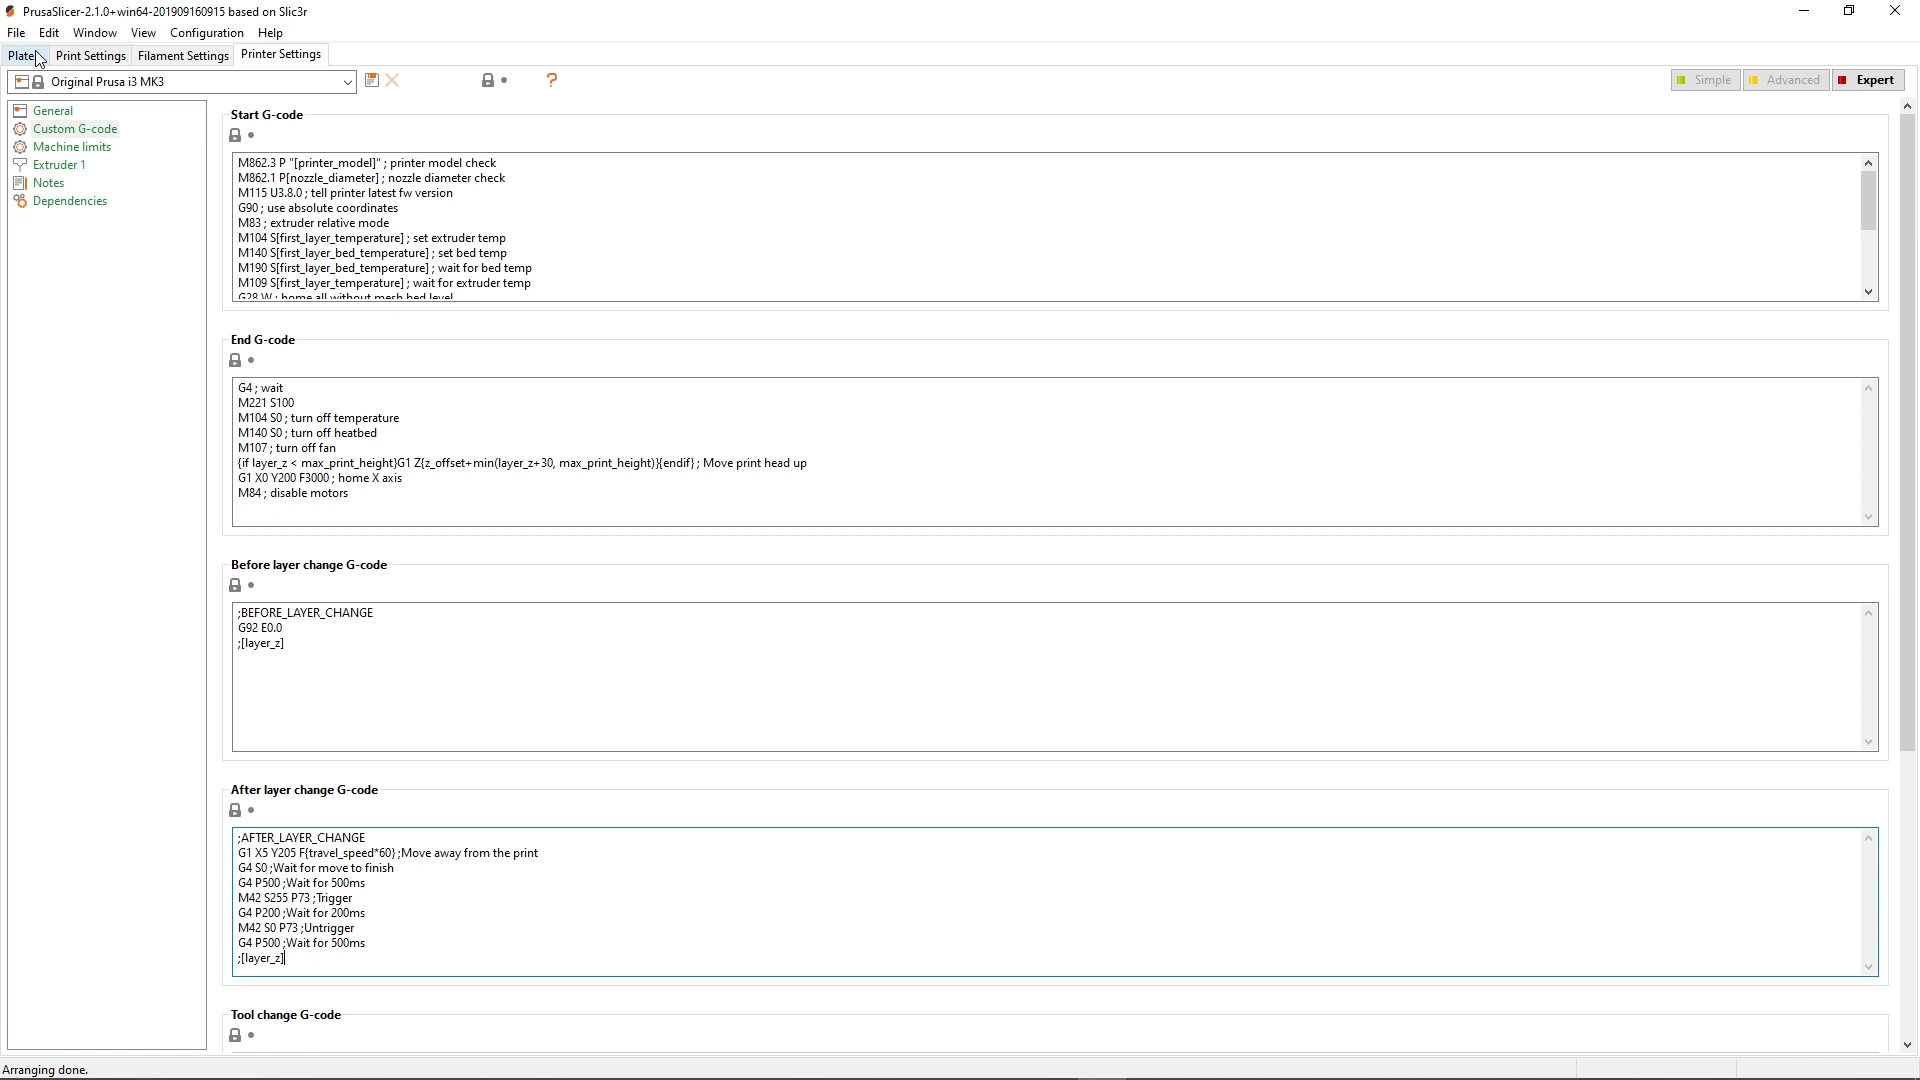 PrusaSlicer-2.1.0+win64-201909160915 based on Slic3r
File Edit Window View Configuration Help
Plater Print Settings Filament Settings Printer Settings
Original Prusa i3 MK3
? Simple Advanced Expert
General
Custom G-code
Machine limits
Extruder 1
Notes
Dependencies
Start G-code
M862.3 P "[printer_model]" ; printer model check
M862.1 P[nozzle_diameter] ; nozzle diameter check
M115 U3.8.0 ; tell printer latest fw version
G90 ; use absolute coordinates
M83 ; extruder relative mode
M104 S[first_layer_temperature] ; set extruder temp
M140 S[first_layer_bed_temperature] ; set bed temp
M190 S[first_layer_bed_temperature] ; wait for bed temp
M109 S[first_layer_temperature] ; wait for extruder temp
G28 W ; home all without mesh bed level
End G-code
G4 ; wait
M221 S100
M104 S0 ; turn off temperature
M140 S0 ; turn off heatbed
M107 ; turn off fan
{if layer_z < max_print_height}G1 Z{z_offset+min(layer_z+30, max_print_height)}{endif} ; Move print head up
G1 X0 Y200 F3000 ; home X axis
M84 ; disable motors
Before layer change G-code
;BEFORE_LAYER_CHANGE
G92 E0.0
;[layer_z]
After layer change G-code
;AFTER_LAYER_CHANGE
G1 X5 Y205 F{travel_speed*60} ;Move away from the print
G4 S0 ;Wait for move to finish
G4 P500 ;Wait for 500ms
M42 S255 P73 ;Trigger
G4 P200 ;Wait for 200ms
M42 S0 P73 ;Untrigger
G4 P500 ;Wait for 500ms
;[layer_z]
Tool change G-code
Arranging done.